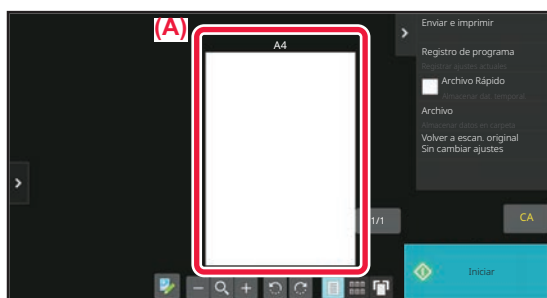 (A)
A4
Enviar e imprimir
Registro de programa
Registrar ajustes actuales
Archivo Rápido
Almacenar dat. temporal
Archivo
Almacenar datos en carpeta
Volver a escan. original
Sin cambiar ajustes
1/1
CA
Iniciar